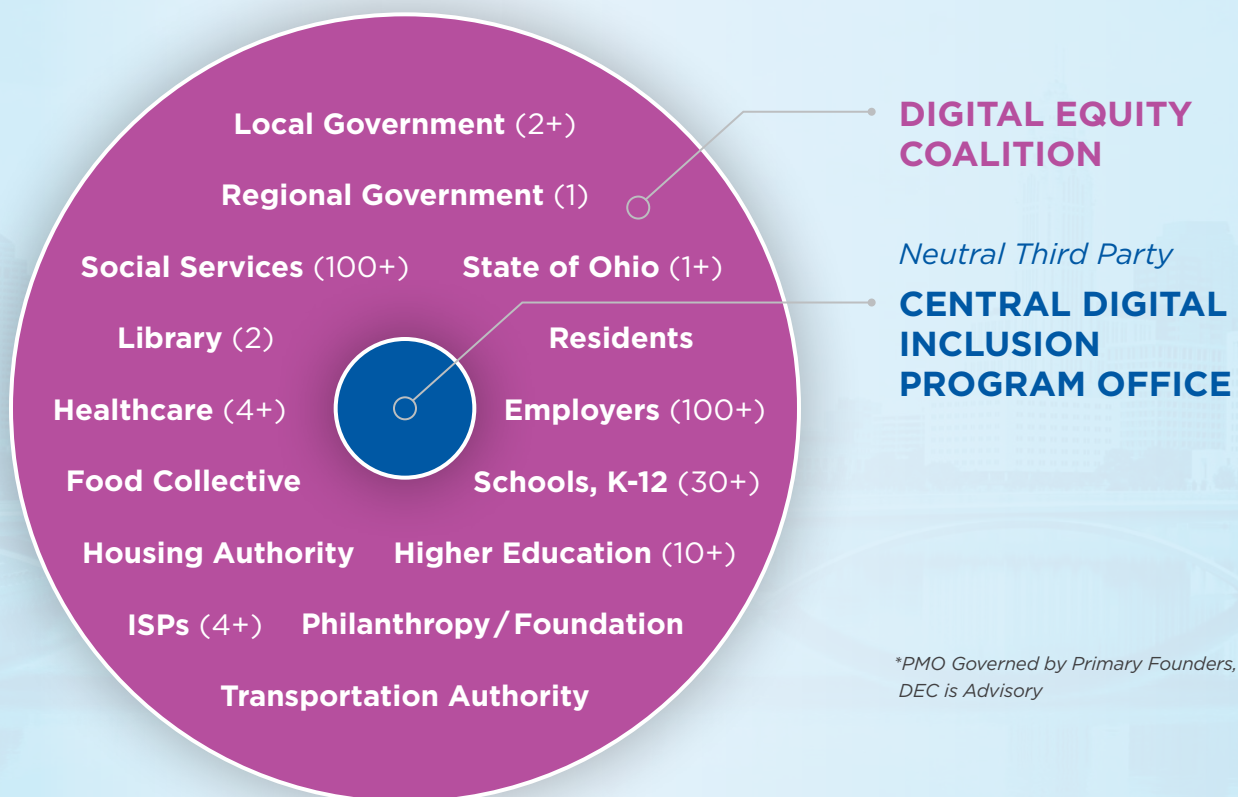 Local Government (2+)
Regional Government (1)
Social Services (100+)
State of Ohio (1+)
Library (2)
Residents
Healthcare (4+)
Employers (100+)
Food Collective
Schools, K-12 (30+)
Housing Authority
Higher Education (10+)
ISPs (4+)
Philanthropy/Foundation
Transportation Authority
DIGITAL EQUITY
COALITION
Neutral Third Party
CENTRAL DIGITAL
INCLUSION
PROGRAM OFFICE
*PMO Governed by Primary Founders,
DEC is Advisory